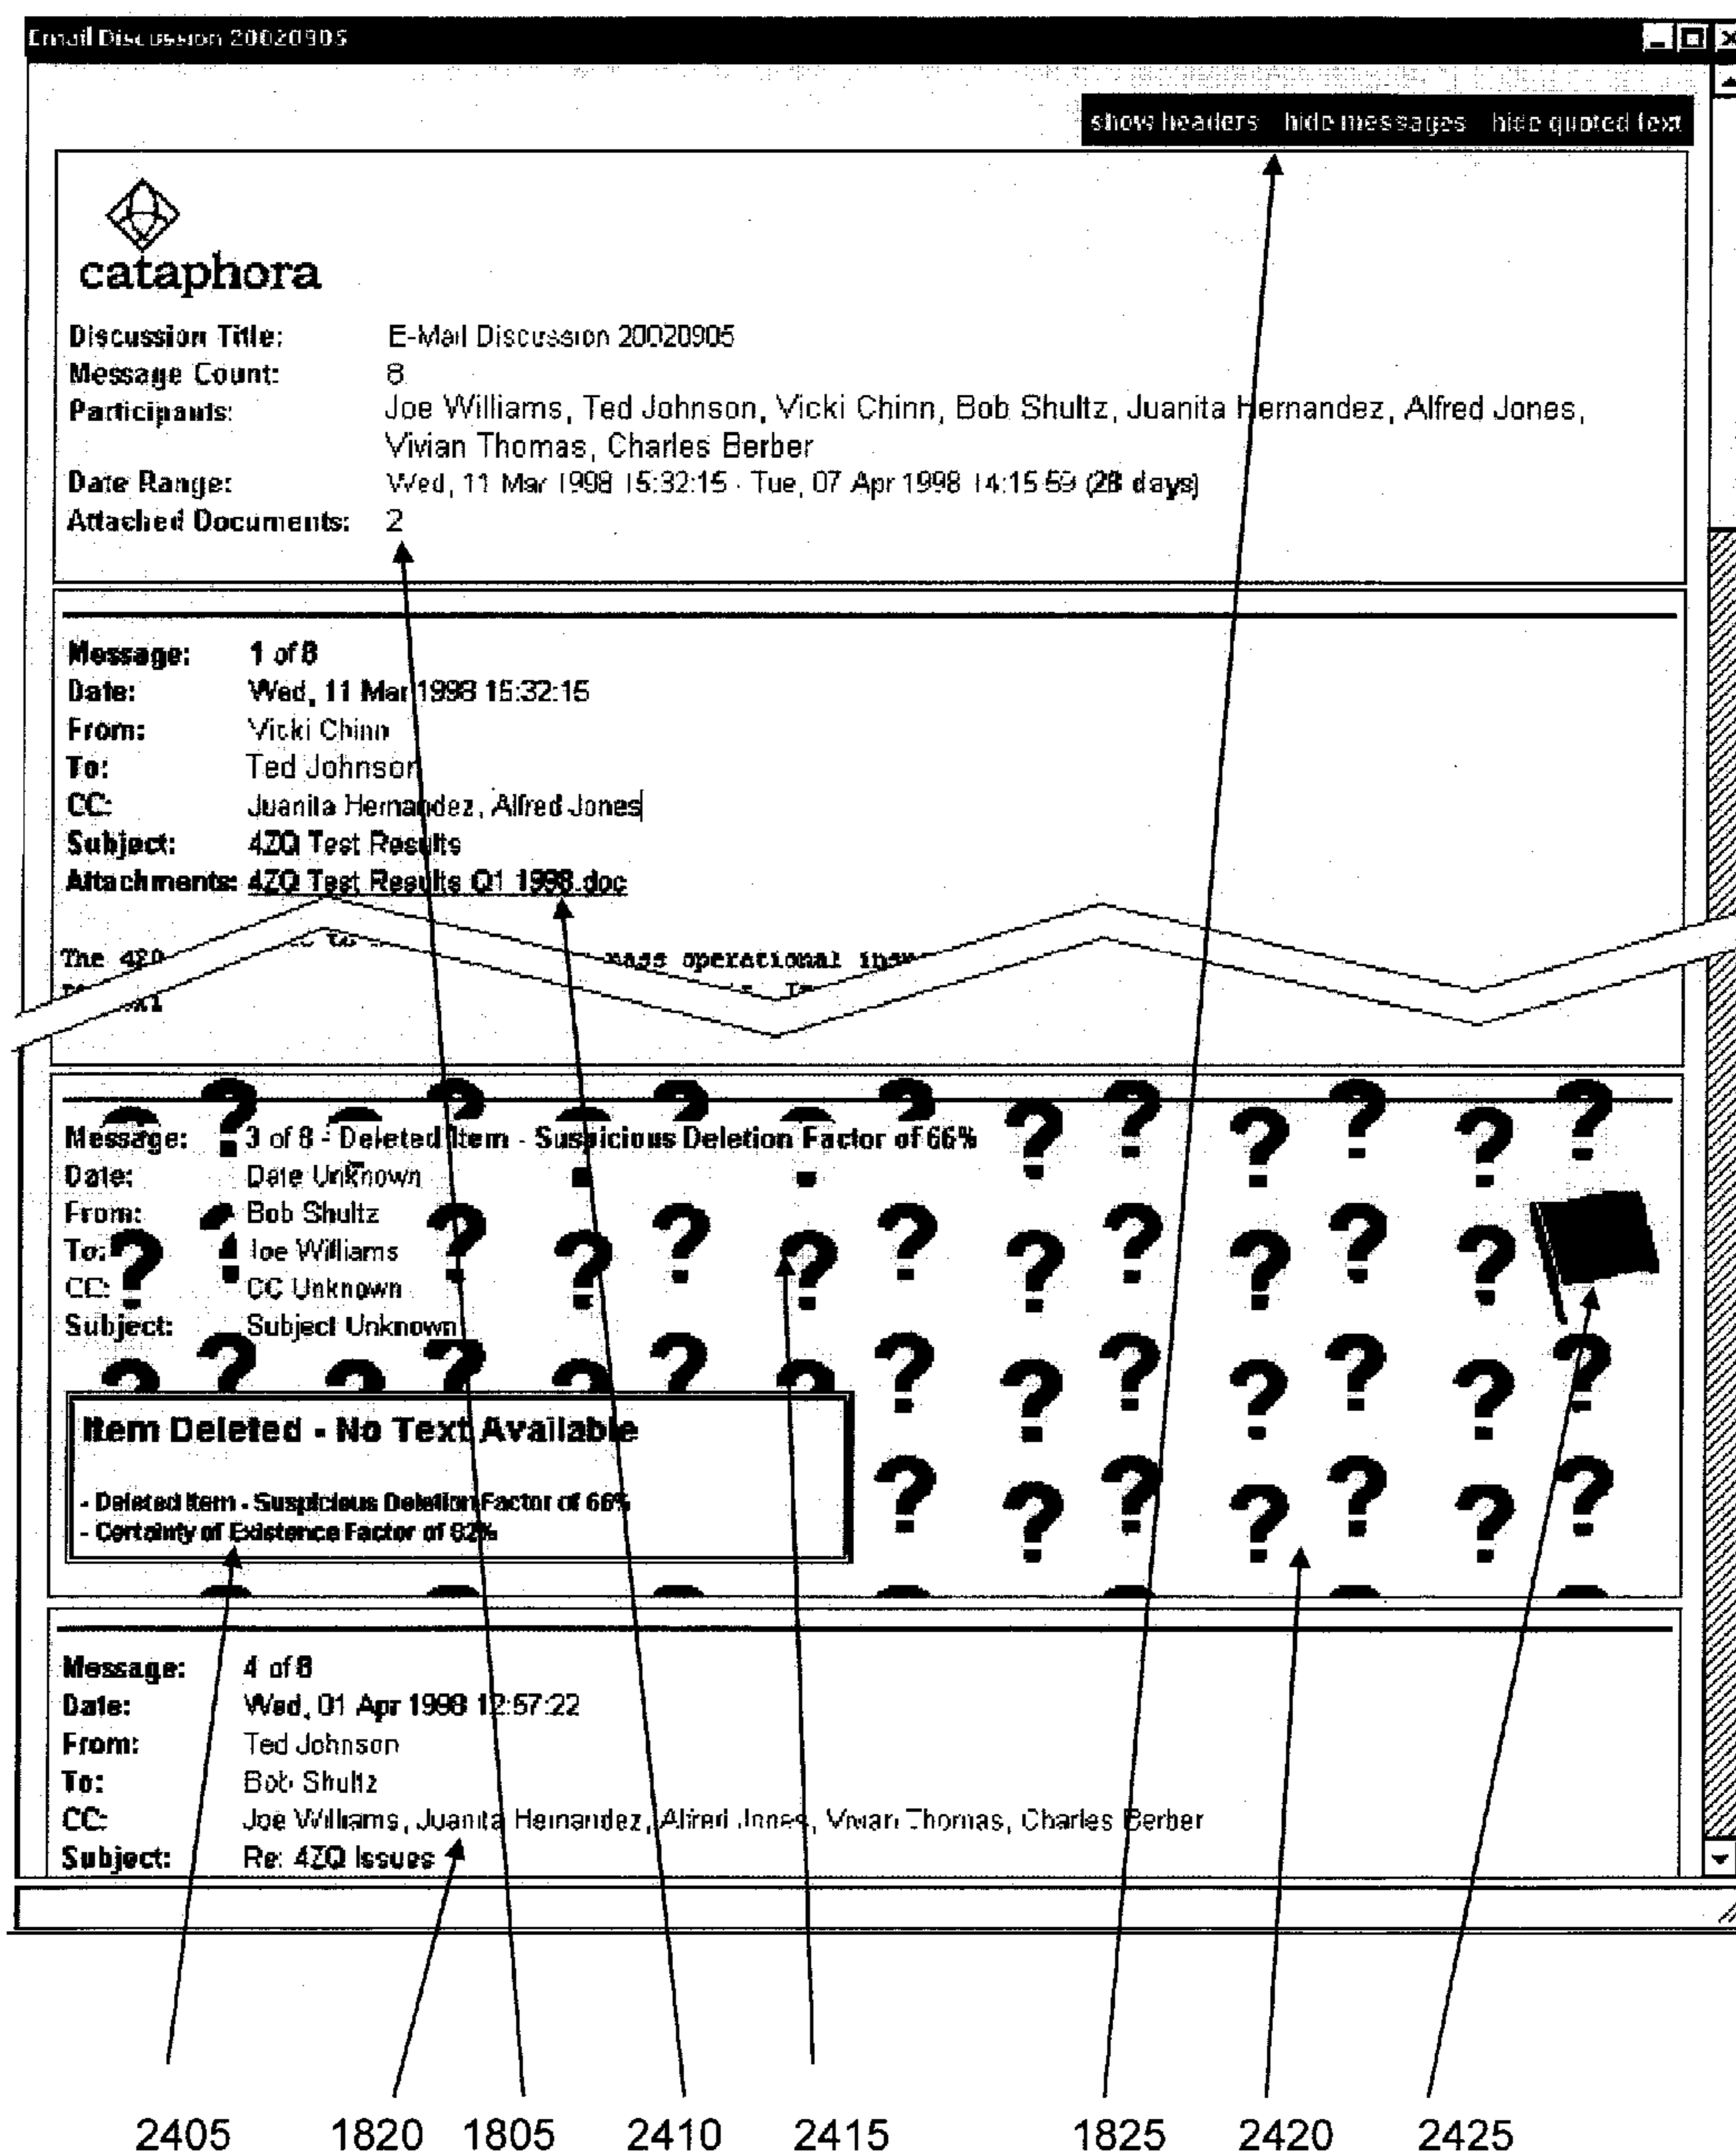 Email Discussion 20020905
show headers hide messages hide quoted text
cataphora
Discussion Title: E-Mail Discussion 20020905
Message Count: 8
Participants: Joe Williams, Ted Johnson, Vicki Chinn, Bob Shultz, Juanita Hernandez, Alfred Jones,
Vivian Thomas, Charles Berber
Date Range: Wed, 11 Mar 1998 15:32:15 - Tue, 07 Apr 1998 14:15:59 (28 days)
Attached Documents: 2
Message: 1 of 8
Date: Wed, 11 Mar 1998 15:32:15
From: Vicki Chinn
To: Ted Johnson
CC: Juanita Hernandez, Alfred Jones
Subject: 4ZQ Test Results
Attachments: 4ZQ Test Results Q1 1998.doc
The mass operational
Message: 3 of 8 - Deleted Item - Suspicious Deletion Factor of 66%
Date: Date Unknown
From: Bob Shultz
To: Joe Williams
CC: CC Unknown
Subject: Subject Unknown
Item Deleted - No Text Available
- Deleted Item - Suspicious Deletion Factor of 66%
- Certainty of Existence Factor of 82%
Message: 4 of 8
Date: Wed, 01 Apr 1998 12:57:22
From: Ted Johnson
To: Bob Shultz
CC: Joe Williams, Juanita Hernandez, Alfred Jones, Vivian Thomas, Charles Berber
Subject: Re: 4ZQ Issues
2405 1820 1805 2410 2415 1825 2420 2425